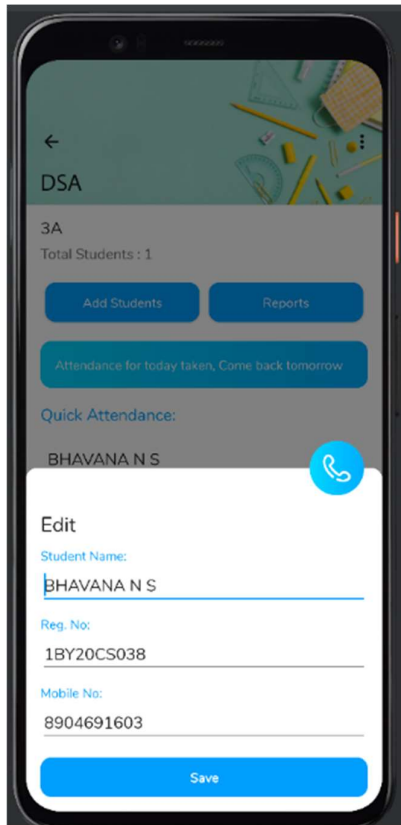 DSA
3A
Total Students : 1
Add Students
Reports
Attendance for today taken, Come back tomorrow
Quick Attendance:
BHAVANA N S
Edit
Student Name:
BHAVANA N S
Reg. No:
1BY20CS038
Mobile No:
8904691603
Save